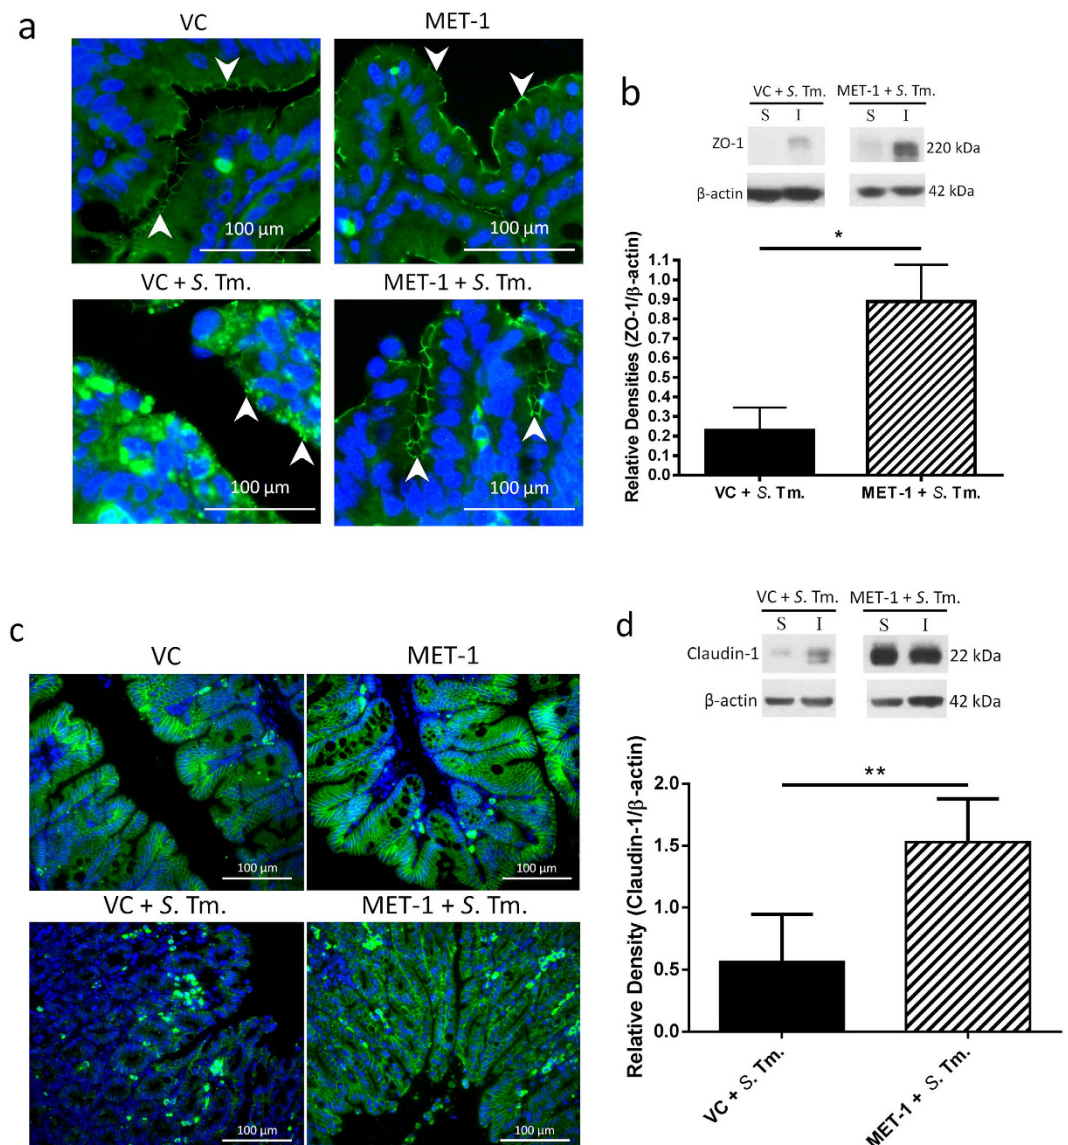 a
VC
MET-1
100 µm
100 µm
VC + S. Tm.
MET-1 + S. Tm.
100 µm
100 µm
b
VC + S. Tm.
MET-1 + S. Tm.
S I
S I
ZO-1
220 kDa
β-actin
42 kDa
*
Relative Densities (ZO-1/β-actin)
1.1
1.0
0.9
0.8
0.7
0.6
0.5
0.4
0.3
0.2
0.1
0.0
VC + S. Tm.
MET-1 + S. Tm.
c
VC
MET-1
100 µm
100 µm
VC + S. Tm.
MET-1 + S. Tm.
100 µm
100 µm
d
VC + S. Tm.
MET-1 + S. Tm.
S I
S I
Claudin-1
22 kDa
β-actin
42 kDa
**
Relative Density (Claudin-1/β-actin)
2.0
1.5
1.0
0.5
0.0
VC + S. Tm.
MET-1 + S. Tm.